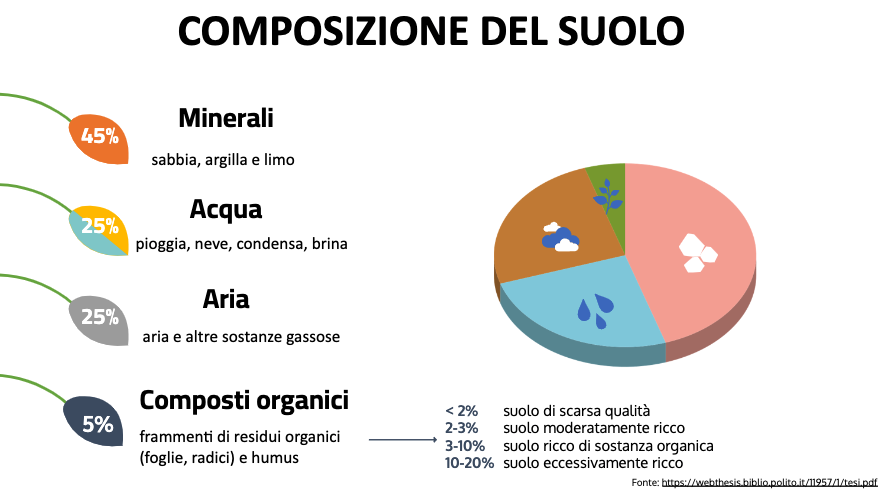 COMPOSIZIONE DEL SUOLO
45%
Minerali
sabbia, argilla e limo
25%
Acqua
pioggia, neve, condensa, brina
25%
Aria
aria e altre sostanze gassose
5%
Composti organici
frammenti di residui organici
(foglie, radici) e humus
< 2% suolo di scarsa qualità
2-3% suolo moderatamente ricco
3-10% suolo ricco di sostanza organica
10-20% suolo eccessivamente ricco
Fonte: https://webthesis.biblio.polito.it/11957/1/tesi.pdf